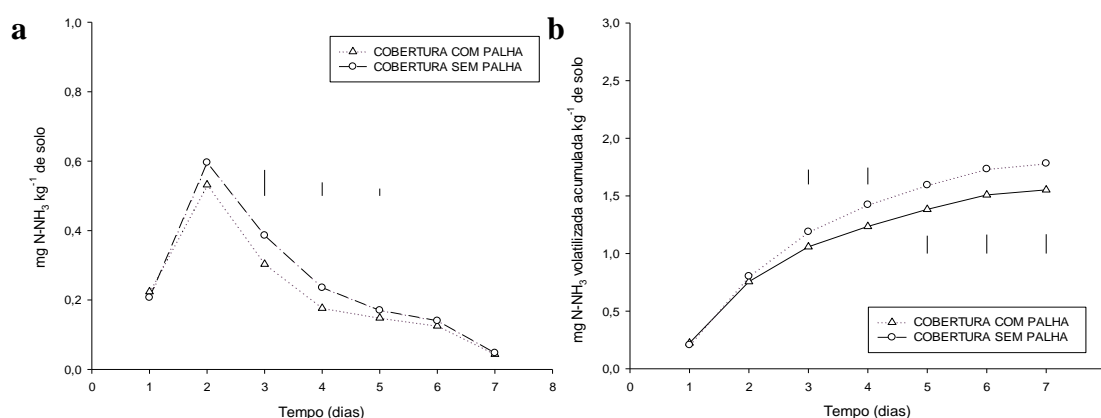 a
mg N-NH3 kg-1 de solo
1,0
0,8
0,6
0,4
0,2
0,0
COBERTURA COM PALHA
COBERTURA SEM PALHA
0 1 2 3 4 5 6 7 8
Tempo (dias)
b
mg N-NH3 volatilizada acumulada kg-1 de solo
3,0
2,5
2,0
1,5
1,0
0,5
0,0
COBERTURA COM PALHA
COBERTURA SEM PALHA
0 1 2 3 4 5 6 7
Tempo (dias)